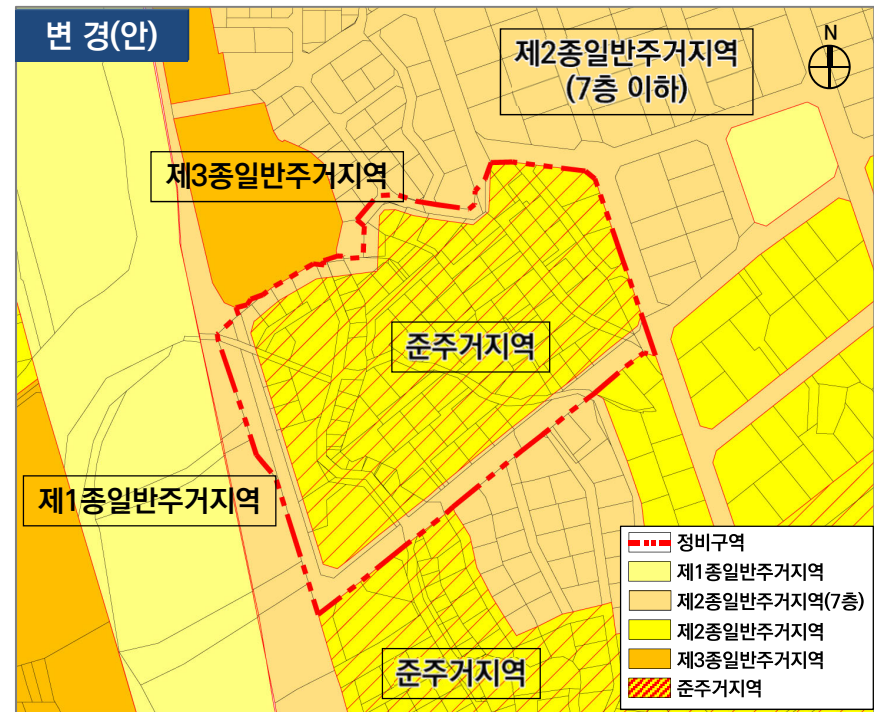 변 경(안)
제2종일반주거지역
(7층 이하)
N
제3종일반주거지역
준주거지역
제1종일반주거지역
준주거지역
정비구역
제1종일반주거지역
제2종일반주거지역(7층)
제2종일반주거지역
제3종일반주거지역
준주거지역